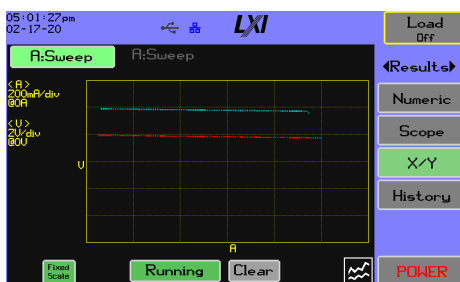 05:01:27pm
02-17-20
LXI
Load
Off
A:Sweep
A:Sweep
◀Results▶
<A>
200mA/div
@0A
<V>
2V/div
@0V
V
A
Numeric
Scope
X/Y
History
Fixed
Scale
Running
Clear
POWER